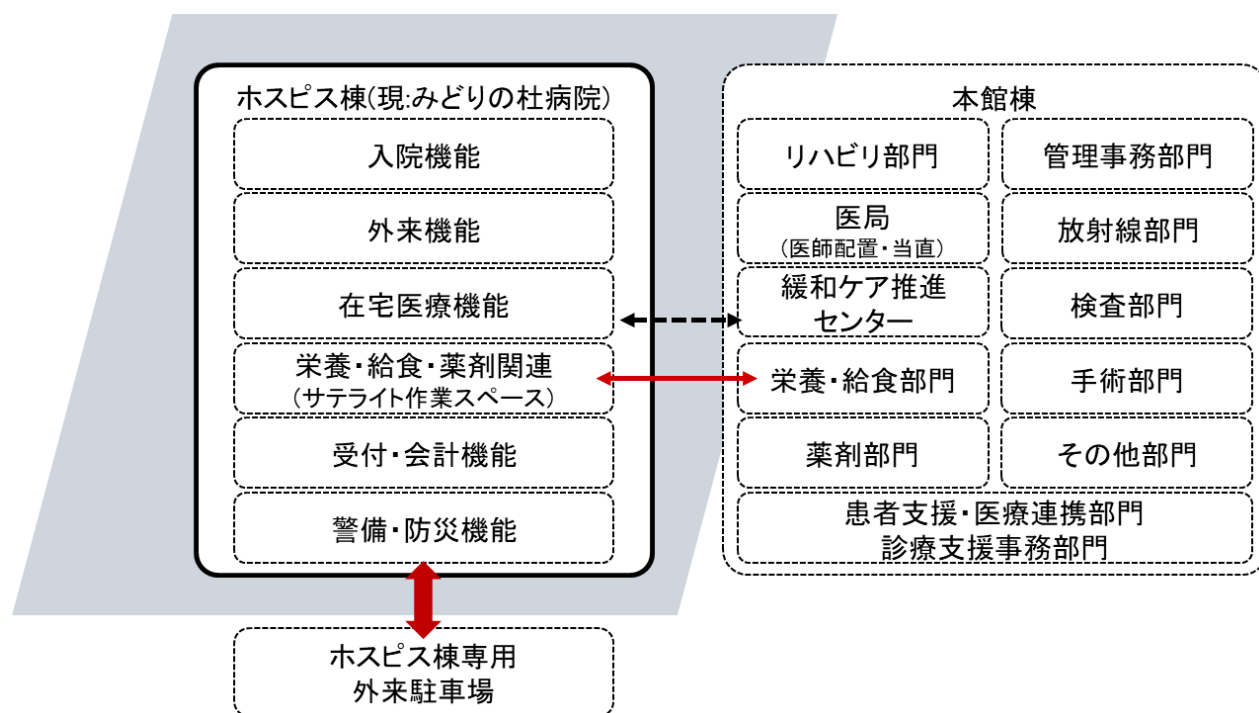 ホスピス棟(現:みどりの杜病院)
入院機能
外来機能
在宅医療機能
栄養・給食・薬剤関連
(サテライト作業スペース)
受付・会計機能
警備・防災機能
ホスピス棟専用
外来駐車場
本館棟
リハビリ部門
管理事務部門
医局
(医師配置・当直)
放射線部門
緩和ケア推進
センター
検査部門
栄養・給食部門
手術部門
薬剤部門
その他部門
患者支援・医療連携部門
診療支援事務部門